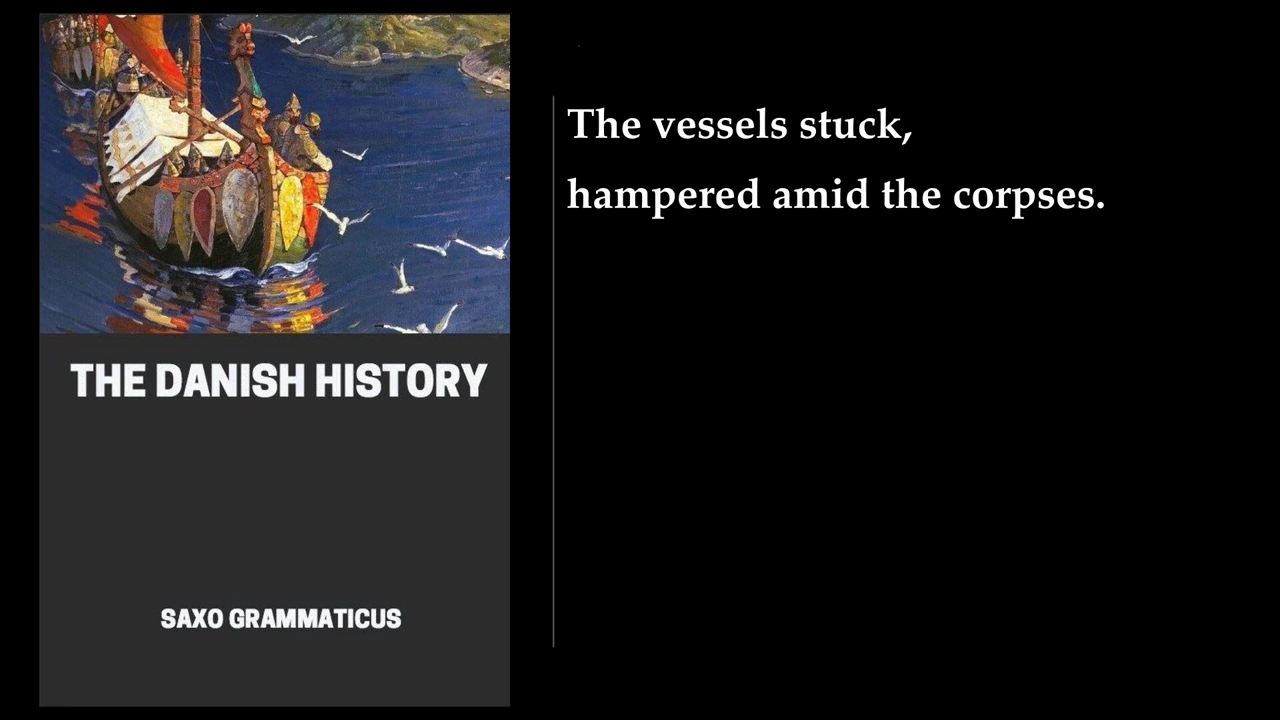 THE DANISH HISTORY
SAXO GRAMMATICUS
The vessels stuck,
hampered amid the corpses.